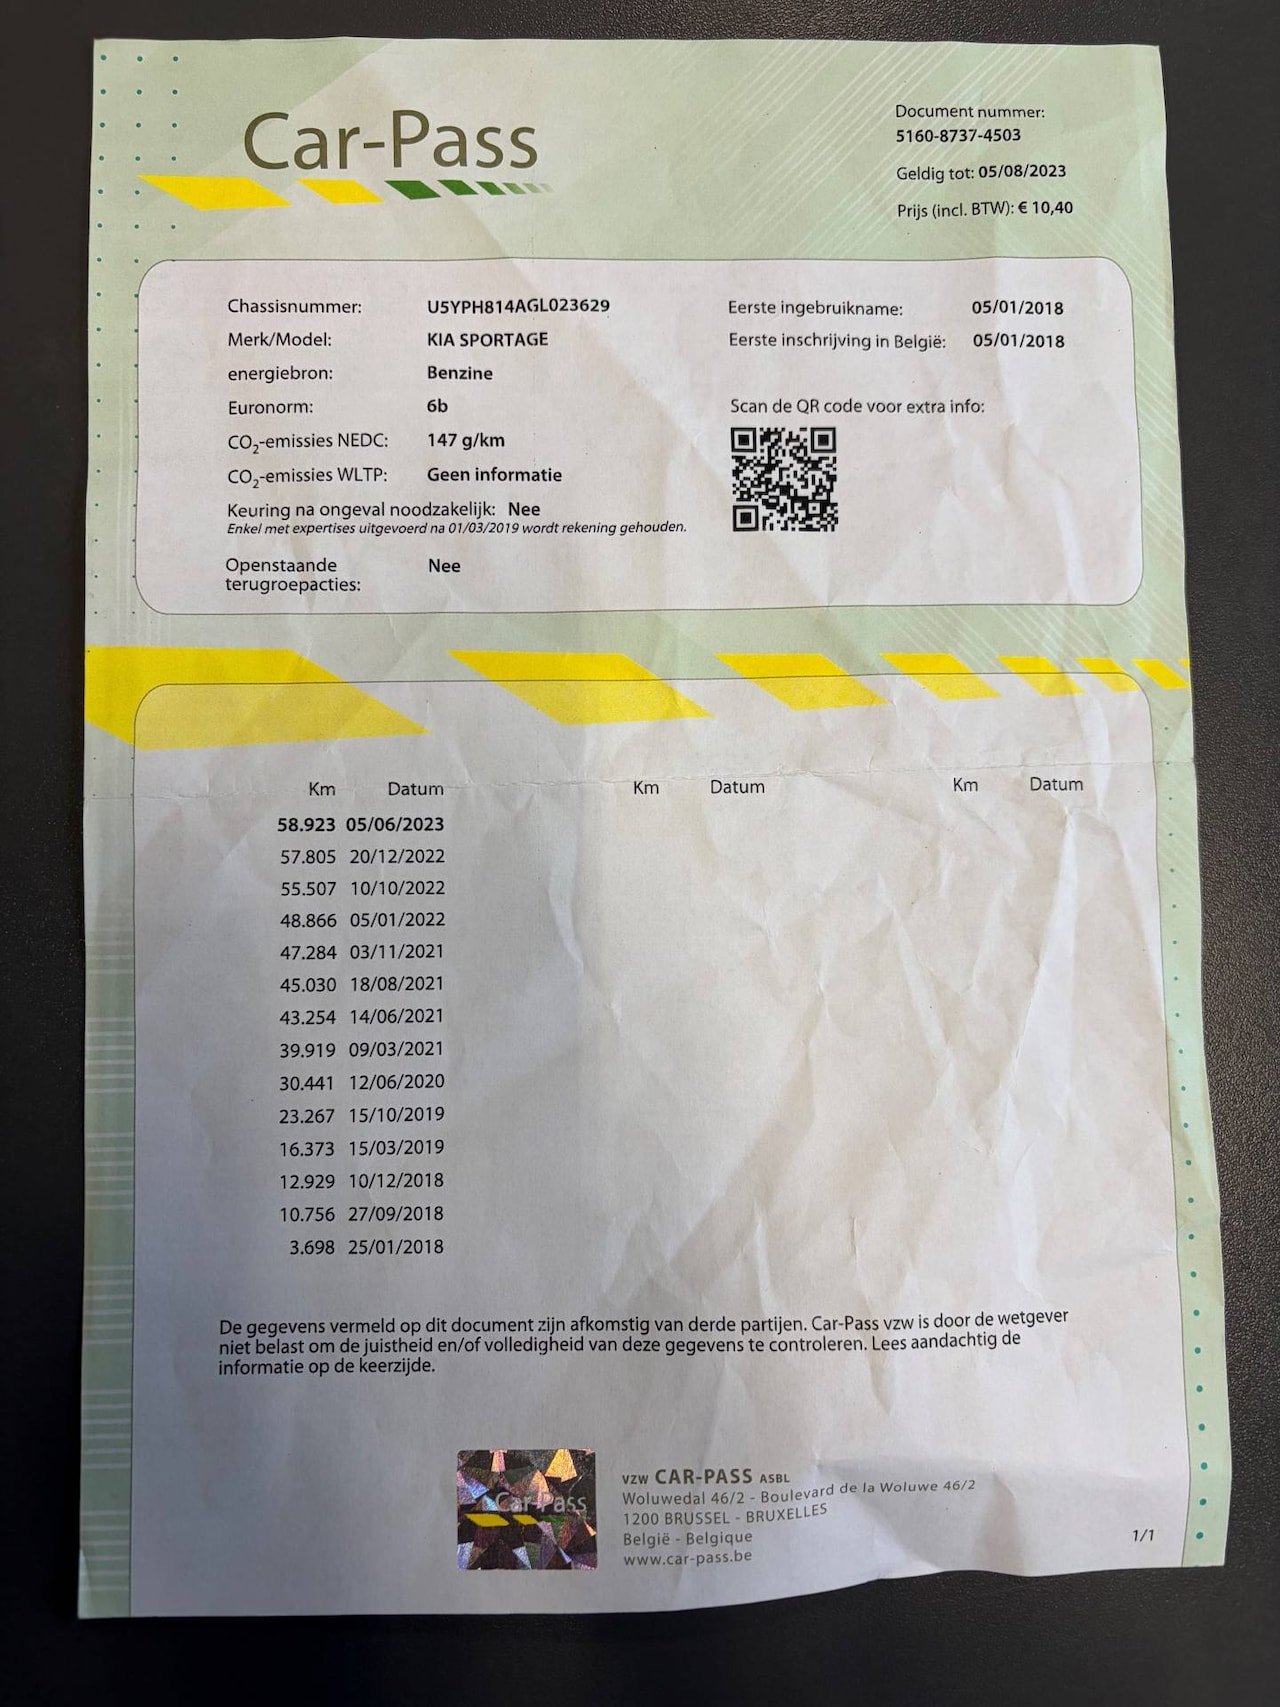 Car-Pass
Document nummer:
5160-8737-4503
Geldig tot: 05/08/2023
Prijs (incl. BTW): € 10,40
Chassisnummer: U5YPH814AGL023629
Merk/Model: KIA SPORTAGE
energiebron: Benzine
Euronorm: 6b
CO2-emissies NEDC: 147 g/km
CO2-emissies WLTP: Geen informatie
Keuring na ongeval noodzakelijk: Nee
Enkel met expertises uitgevoerd na 01/03/2019 wordt rekening gehouden.
Openstaande Nee
terugroepacties:
Eerste ingebruikname: 05/01/2018
Eerste inschrijving in België: 05/01/2018
Scan de QR code voor extra info:
Km Datum Km Datum Km Datum
58.923 05/06/2023
57.805 20/12/2022
55.507 10/10/2022
48.866 05/01/2022
47.284 03/11/2021
45.030 18/08/2021
43.254 14/06/2021
39.919 09/03/2021
30.441 12/06/2020
23.267 15/10/2019
16.373 15/03/2019
12.929 10/12/2018
10.756 27/09/2018
3.698 25/01/2018
De gegevens vermeld op dit document zijn afkomstig van derde partijen. Car-Pass vzw is door de wetgever
niet belast om de juistheid en/of volledigheid van deze gegevens te controleren. Lees aandachtig de
informatie op de keerzijde.
Car-Pass
vzw CAR-PASS ASBL
Woluwedal 46/2 - Boulevard de la Woluwe 46/2
1200 BRUSSEL - BRUXELLES
België - Belgique
www.car-pass.be
1/1